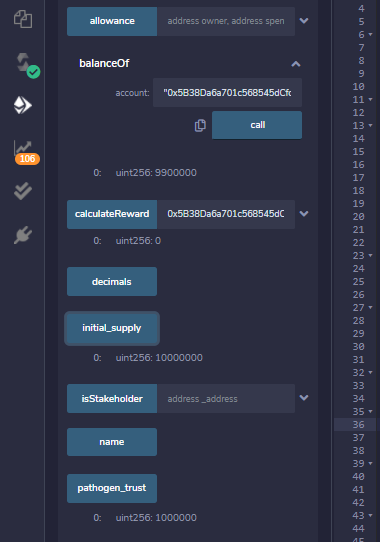 allowance
address owner, address spen
balanceOf
account:
"0x5B38Da6a701c568545dCfc
call
0: uint256: 9900000
calculateReward
0x5B38Da6a701c568545dC
0: uint256: 0
decimals
initial_supply
0: uint256: 10000000
isStakeholder
address _address
name
pathogen_trust
0: uint256: 1000000
106
4
5
6
7
8
9
10
11
12
13
14
15
16
17
18
19
20
21
22
23
24
25
26
27
28
29
30
31
32
33
34
35
36
37
38
39
40
41
42
43
44
45